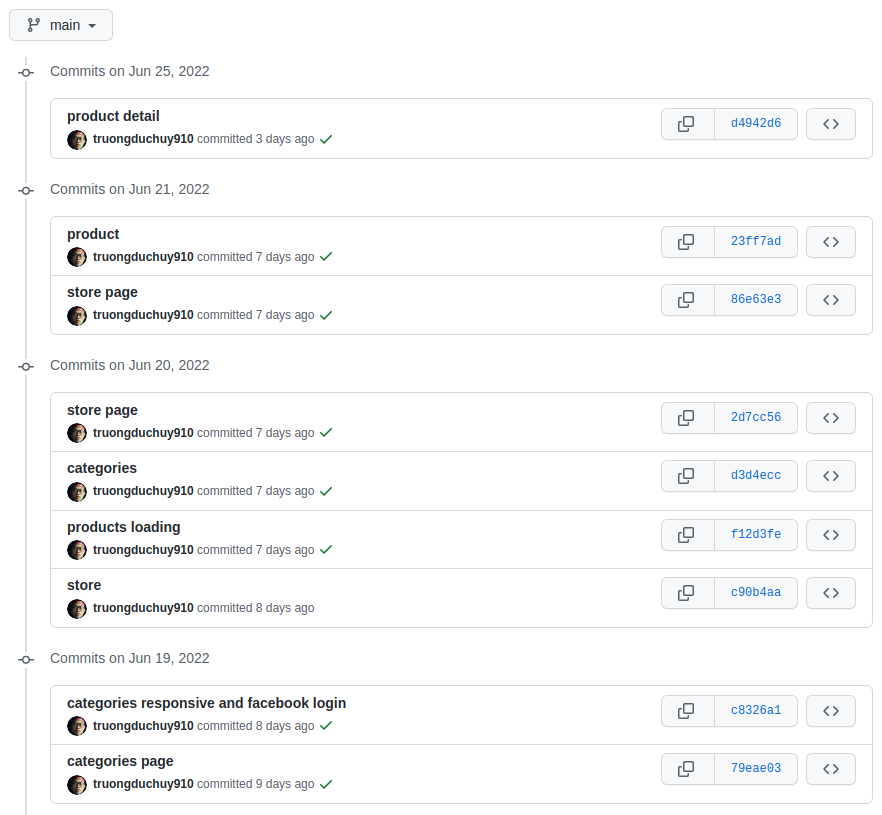 main
Commits on Jun 25, 2022
product detail
truongduchuy910 committed 3 days ago
d4942d6
Commits on Jun 21, 2022
product
truongduchuy910 committed 7 days ago
23ff7ad
store page
truongduchuy910 committed 7 days ago
86e63e3
Commits on Jun 20, 2022
store page
truongduchuy910 committed 7 days ago
2d7cc56
categories
truongduchuy910 committed 7 days ago
d3d4ecc
products loading
truongduchuy910 committed 7 days ago
f12d3fe
store
truongduchuy910 committed 8 days ago
c90b4aa
Commits on Jun 19, 2022
categories responsive and facebook login
truongduchuy910 committed 8 days ago
c8326a1
categories page
truongduchuy910 committed 9 days ago
79eae03